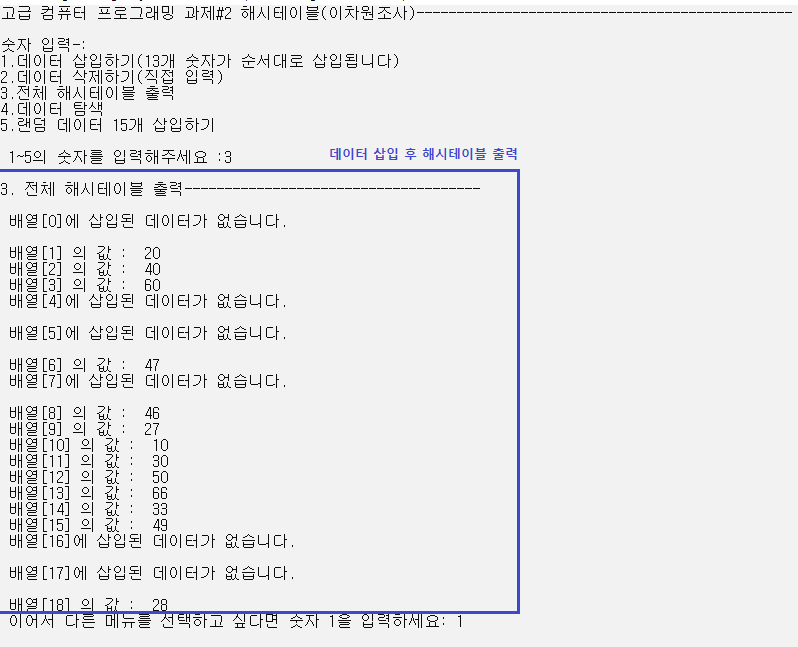 고급 컴퓨터 프로그래밍 과제#2 해시테이블(이차원조사)-----------------------------------------------
숫자 입력-:
1.데이터 삽입하기(13개 숫자가 순서대로 삽입됩니다)
2.데이터 삭제하기(직접 입력)
3.전체 해시테이블 출력
4.데이터 탐색
5.랜덤 데이터 15개 삽입하기
1~5의 숫자를 입력해주세요 :3
데이터 삽입 후 해시테이블 출력
3. 전체 해시테이블 출력-------------------------------------
배열[0]에 삽입된 데이터가 없습니다.
배열[1] 의 값 : 20
배열[2] 의 값 : 40
배열[3] 의 값 : 60
배열[4]에 삽입된 데이터가 없습니다.
배열[5]에 삽입된 데이터가 없습니다.
배열[6] 의 값 : 47
배열[7]에 삽입된 데이터가 없습니다.
배열[8] 의 값 : 46
배열[9] 의 값 : 27
배열[10] 의 값 : 10
배열[11] 의 값 : 30
배열[12] 의 값 : 50
배열[13] 의 값 : 66
배열[14] 의 값 : 33
배열[15] 의 값 : 49
배열[16]에 삽입된 데이터가 없습니다.
배열[17]에 삽입된 데이터가 없습니다.
배열[18] 의 값 : 28
이어서 다른 메뉴를 선택하고 싶다면 숫자 1을 입력하세요: 1